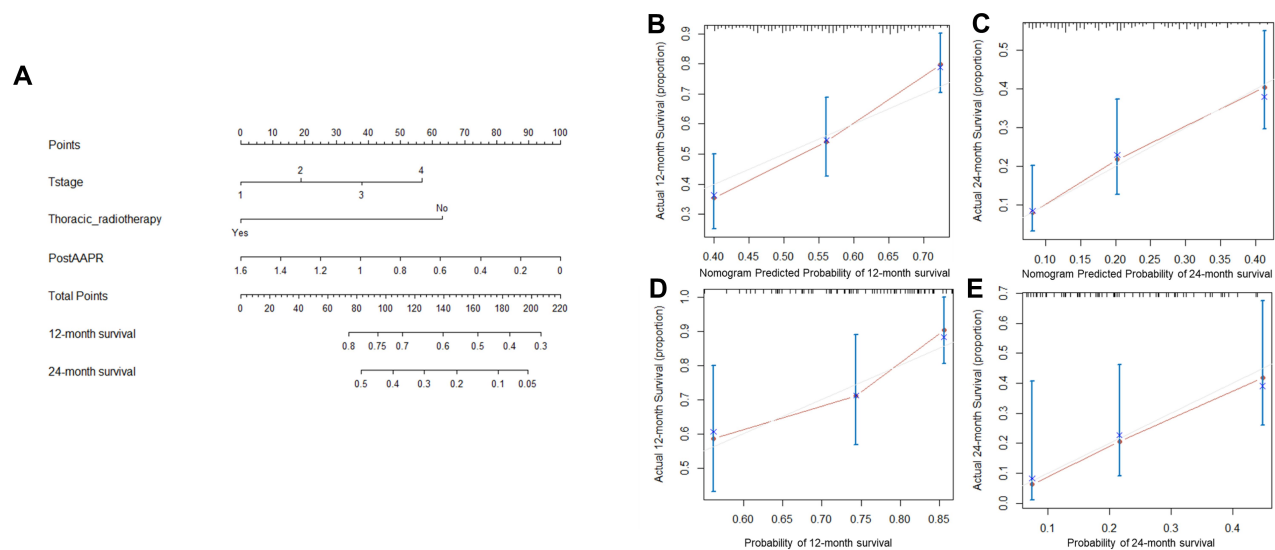 A
0 10 20 30 40 50 60 70 80 90 100
Points
2 4
Tstage
1 3
No
Thoracic_radiotherapy
Yes
PostAAPR
1.6 1.4 1.2 1 0.8 0.6 0.4 0.2 0
Total Points
0 20 40 60 80 100 120 140 160 180 200 220
12-month survival
0.8 0.75 0.7 0.6 0.5 0.4 0.3
24-month survival
0.5 0.4 0.3 0.2 0.1 0.05
B
Actual 12-month Survival (proportion)
0.9
0.8
0.7
0.6
0.5
0.4
0.3
0.40 0.45 0.50 0.55 0.60 0.65 0.70
Nomogram Predicted Probability of 12-month survival
C
Actual 24-month Survival (proportion)
0.5
0.4
0.3
0.2
0.1
0.10 0.15 0.20 0.25 0.30 0.35 0.40
Nomogram Predicted Probability of 24-month survival
D
Actual 12-month Survival (proportion)
1.0
0.9
0.8
0.7
0.6
0.5
0.60 0.65 0.70 0.75 0.80 0.85
Probability of 12-month survival
E
Actual 24-month Survival (proportion)
0.7
0.6
0.5
0.4
0.3
0.2
0.1
0.0
0.1 0.2 0.3 0.4
Probability of 24-month survival